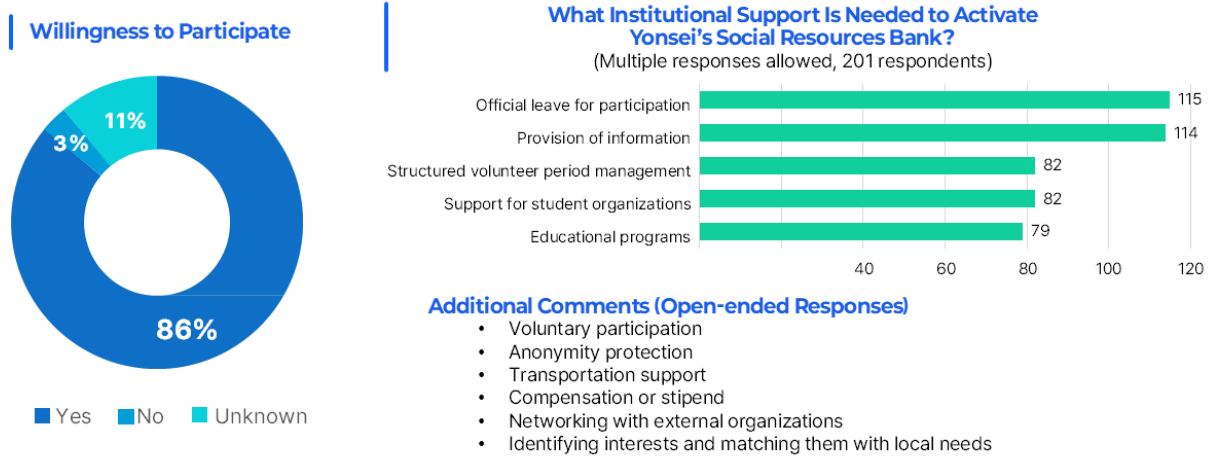 Willingness to Participate
11%
3%
86%
Yes
No
Unknown
What Institutional Support Is Needed to Activate
Yonsei's Social Resources Bank?
(Multiple responses allowed, 201 respondents)
Official leave for participation 115
Provision of information 114
Structured volunteer period management 82
Support for student organizations 82
Educational programs 79
40 60 80 100 120
Additional Comments (Open-ended Responses)
• Voluntary participation
• Anonymity protection
• Transportation support
• Compensation or stipend
• Networking with external organizations
• Identifying interests and matching them with local needs